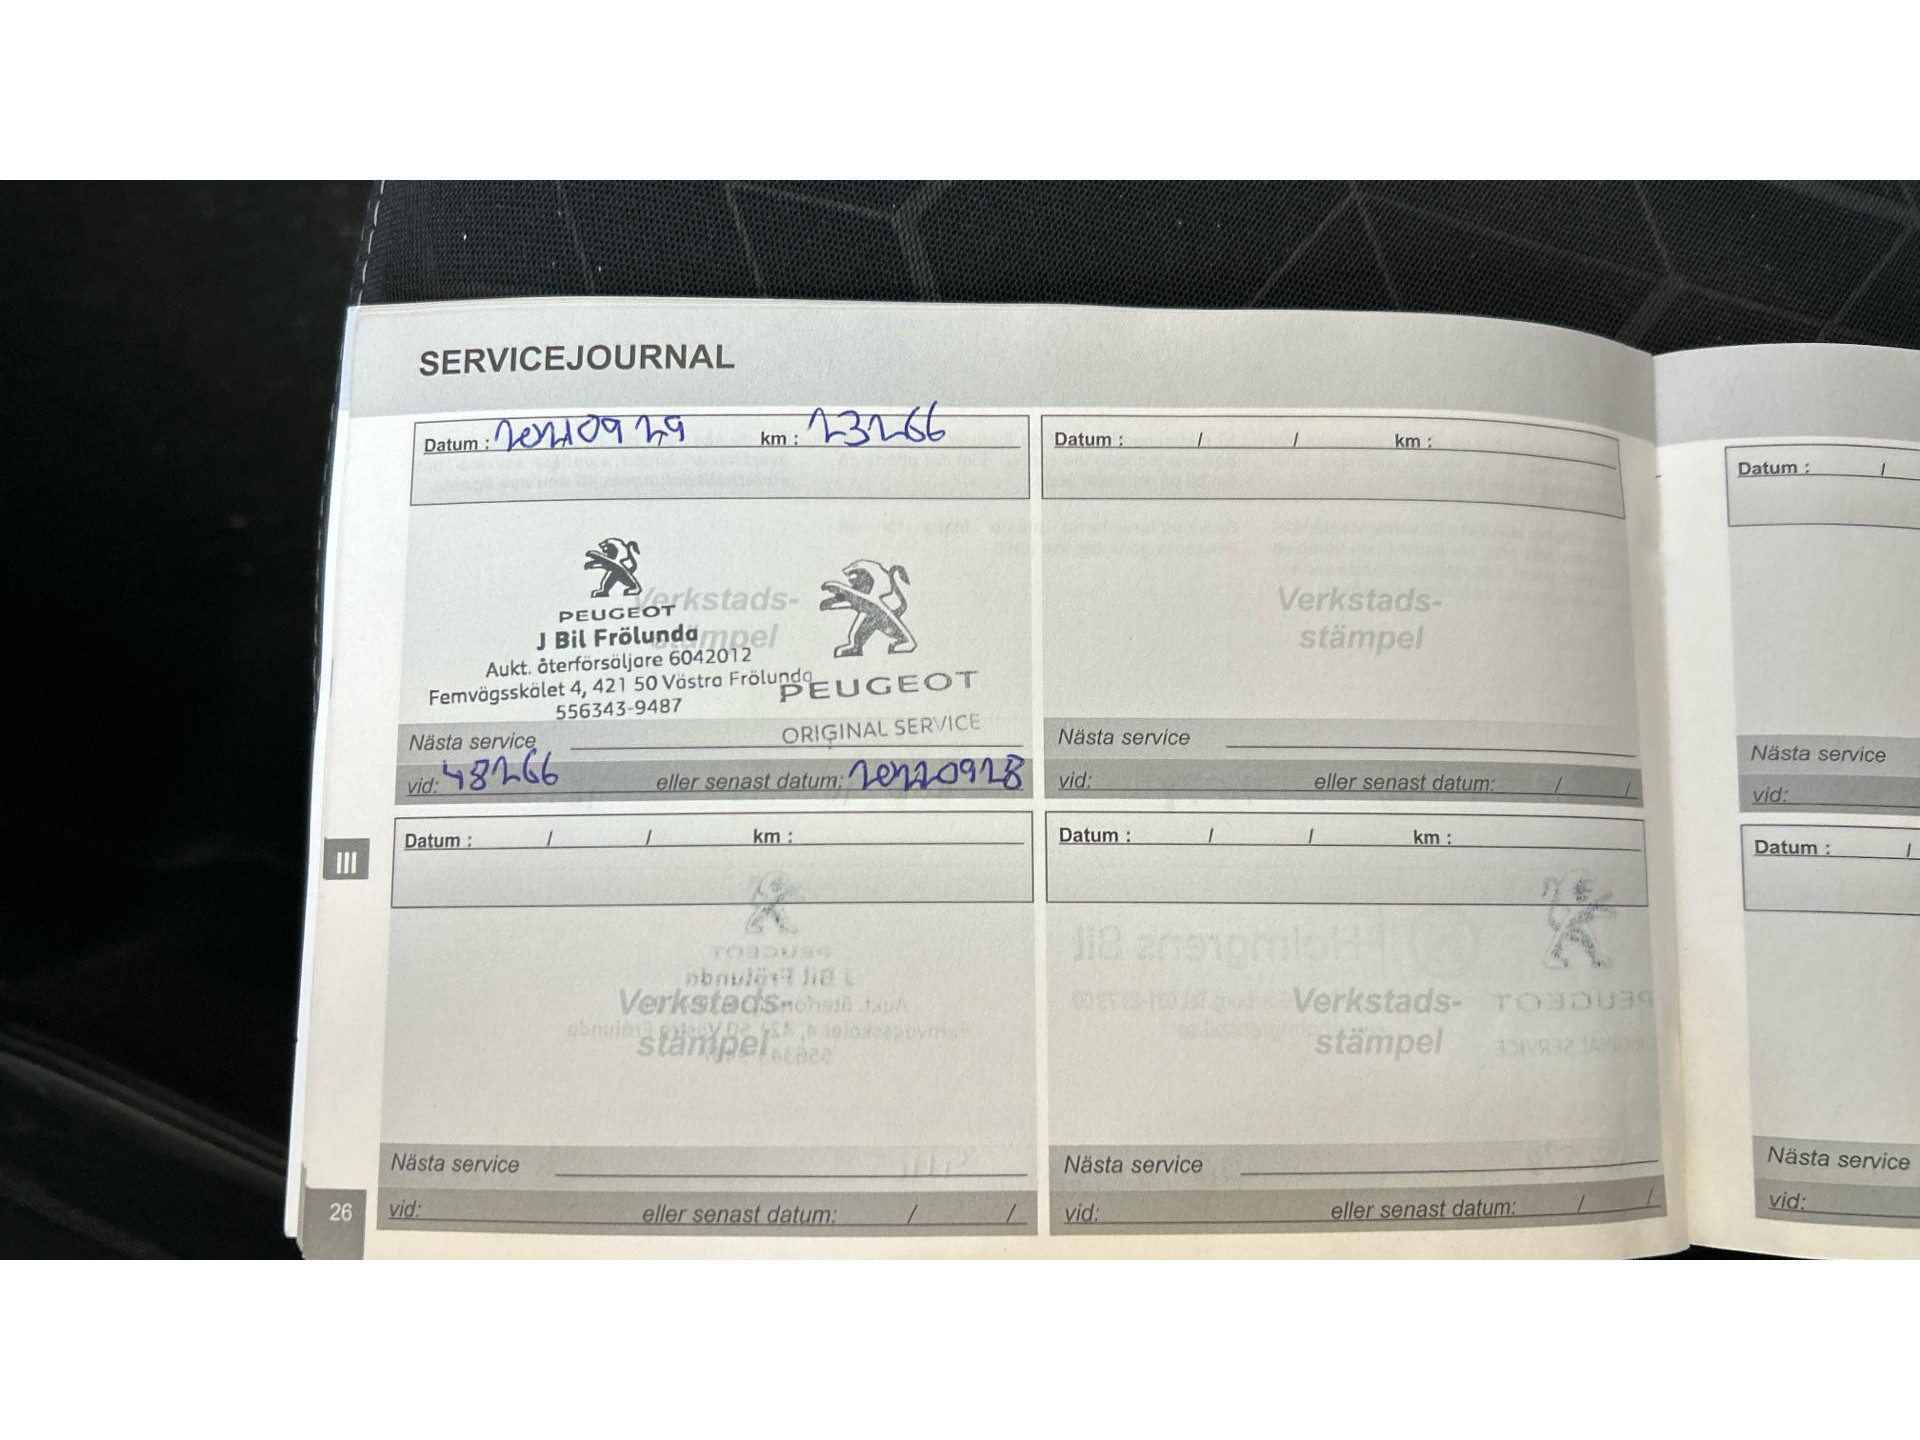 SERVICEJOURNAL
Datum : 20210929 km : 23266
PEUGEOT
J Bil Frölunda
Aukt. återförsäljare 6042012
Femvägsskälet 4, 421 50 Västra Frölunda
556343-9487
Verkstads-
stämpel
PEUGEOT
ORIGINAL SERVICE
Nästa service
vid: 48266 eller senast datum: 20220928
Datum : / / km :
Verkstads-
stämpel
Nästa service
vid: eller senast datum: / /
Datum : / / km :
Verkstads-
stämpel
Nästa service
vid: eller senast datum: / /
Datum : / / km :
Verkstads-
stämpel
Nästa service
vid: eller senast datum: / /
III
26
Datum : /
Nästa service
vid:
Datum : /
Nästa service
vid: